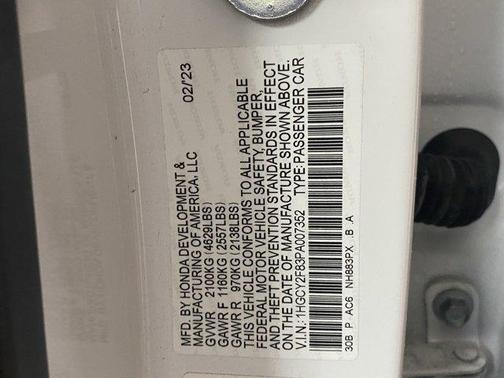 MFD. BY HONDA DEVELOPMENT & 02/'23
MANUFACTURING OF AMERICA, LLC
GVWR 2100KG (4629LBS)
GAWR F 1160KG (2557LBS)
GAWR R 970KG (2138LBS)
THIS VEHICLE CONFORMS TO ALL APPLICABLE
FEDERAL MOTOR VEHICLE SAFETY, BUMPER,
AND THEFT PREVENTION STANDARDS IN EFFECT
ON THE DATE OF MANUFACTURE SHOWN ABOVE.
V.I.N.: 1HGCY2F83PA007352 TYPE: PASSENGER CAR
30B P AC6 NH883PX .B .A